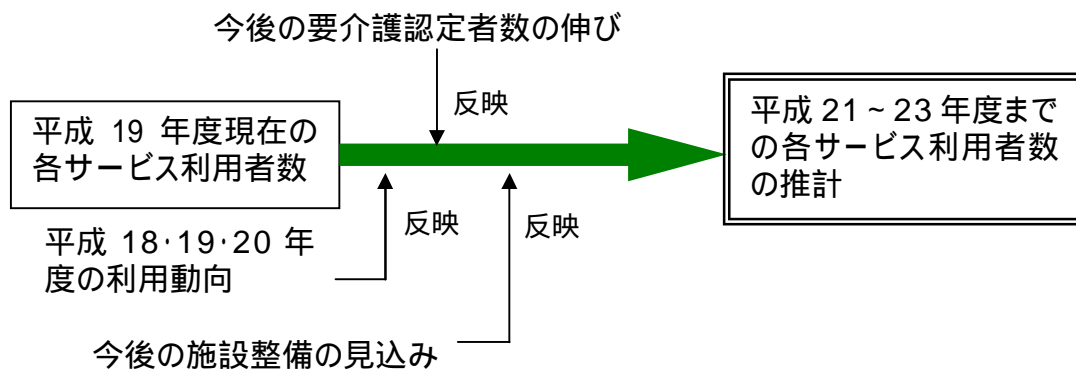 今後の要介護認定者数の伸び
反映
平成 19 年度現在の
各サービス利用者数
平成 21～23 年度まで
の各サービス利用者数
の推計
反映
反映
平成 18･19･20 年
度の利用動向
今後の施設整備の見込み